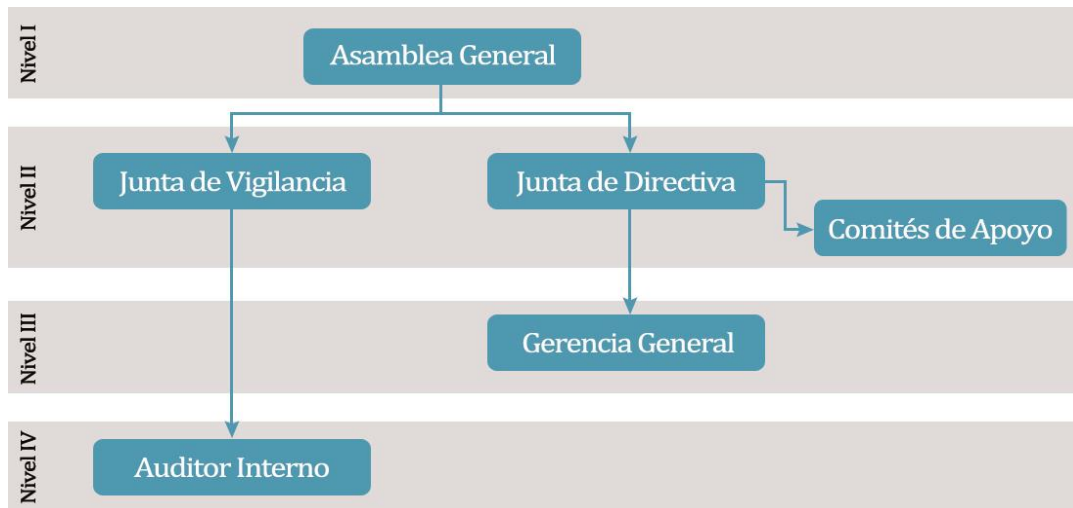 Nivel I
Asamblea General
Nivel II
Junta de Vigilancia
Junta de Directiva
Comités de Apoyo
Nivel III
Gerencia General
Nivel IV
Auditor Interno